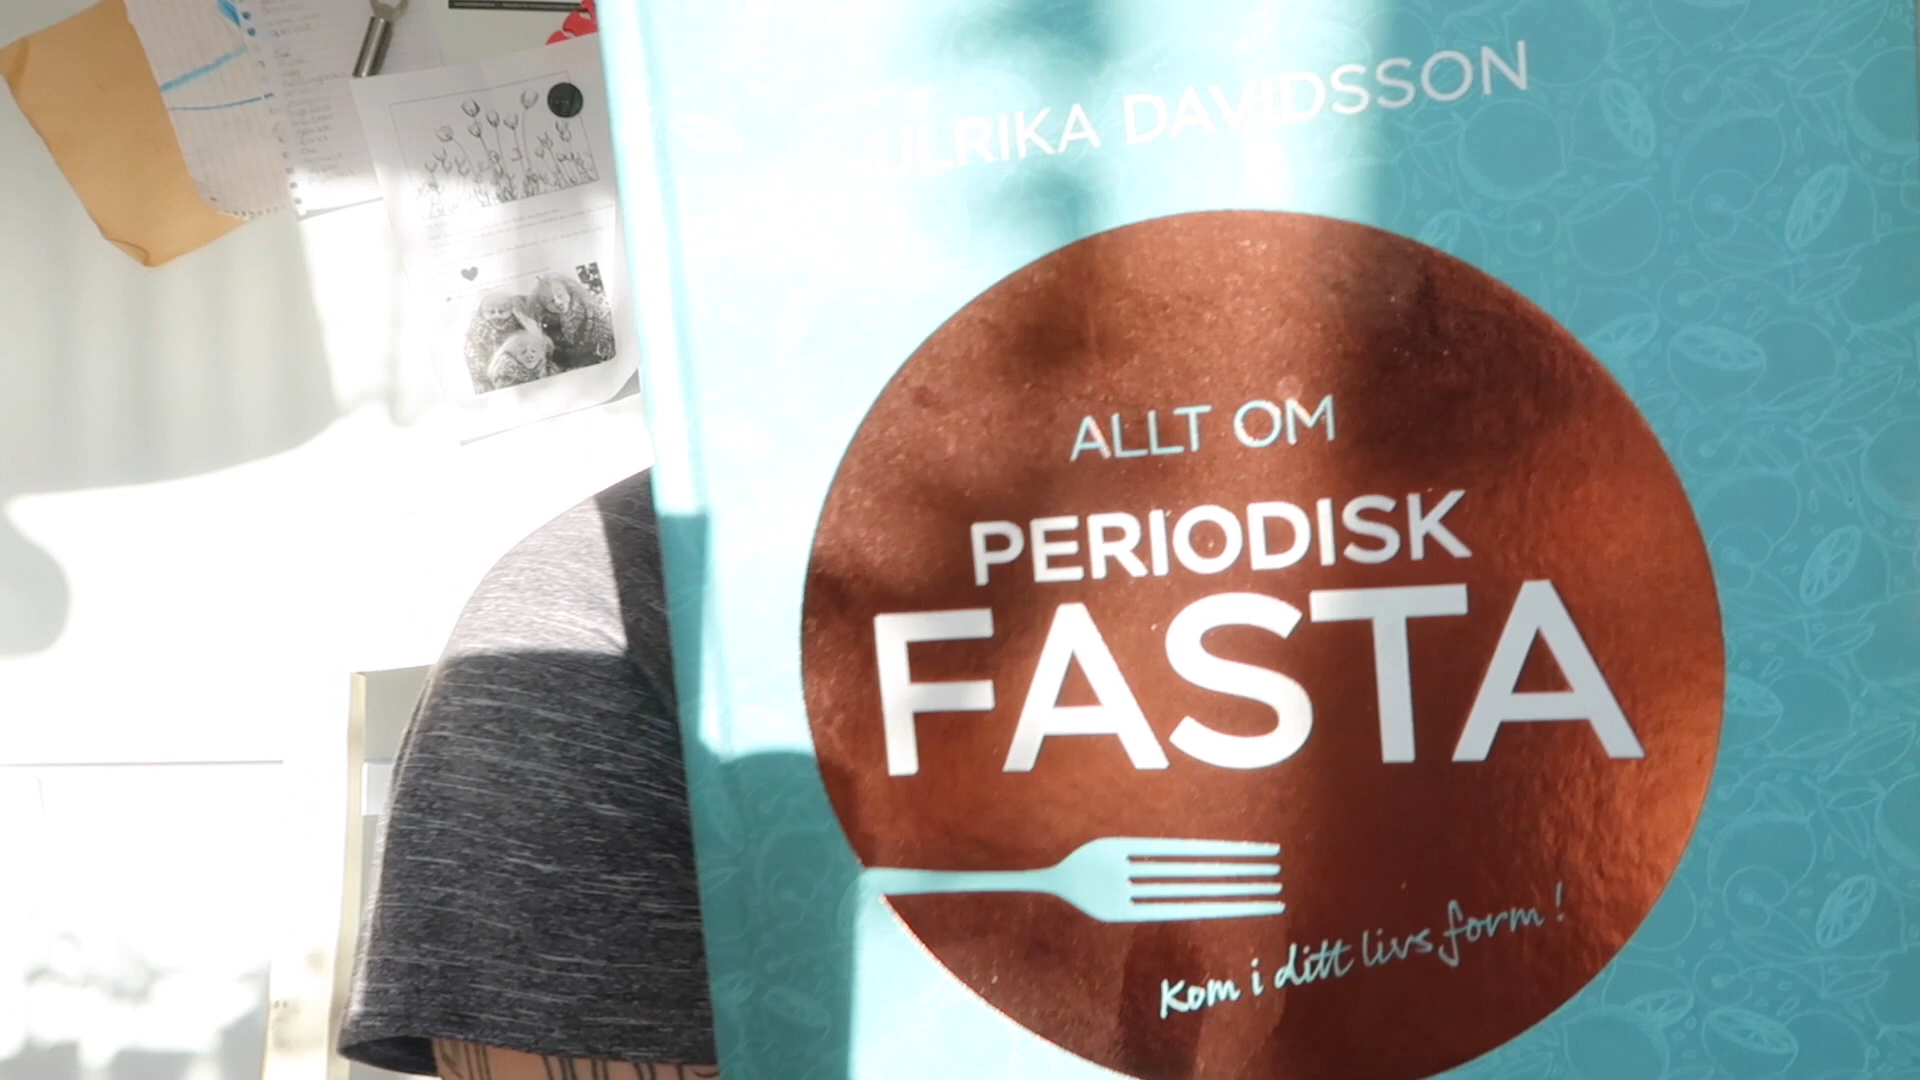 ULRIKA DAVIDSSON
ALLT OM
PERIODISK
FASTA
Kom i ditt livs form!